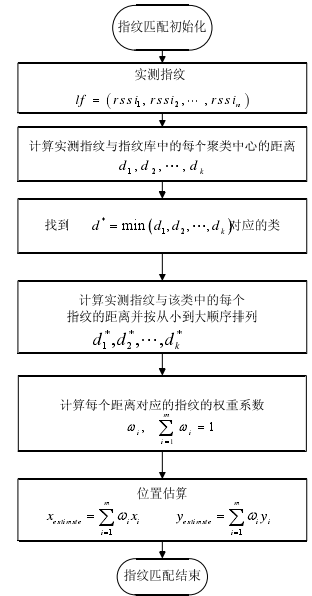 指纹匹配初始化
实测指纹
lf = (rssi₁, rssi₂, ⋯, rssiₙ)
计算实测指纹与指纹库中的每个聚类中心的距离
d₁, d₂, ⋯, dₖ
找到 d* = min(d₁, d₂, ⋯, dₖ)对应的类
计算实测指纹与该类中的每个
指纹的距离并按从小到大顺序排列
d₁*, d₂*, ⋯, dₖ*
计算每个距离对应的指纹的权重系数
ωᵢ, ∑ᵢ₌₁ᵐ ωᵢ = 1
位置估算
x_estimate = ∑ᵢ₌₁ᵐ ωᵢxᵢ y_estimate = ∑ᵢ₌₁ᵐ ωᵢyᵢ
指纹匹配结束